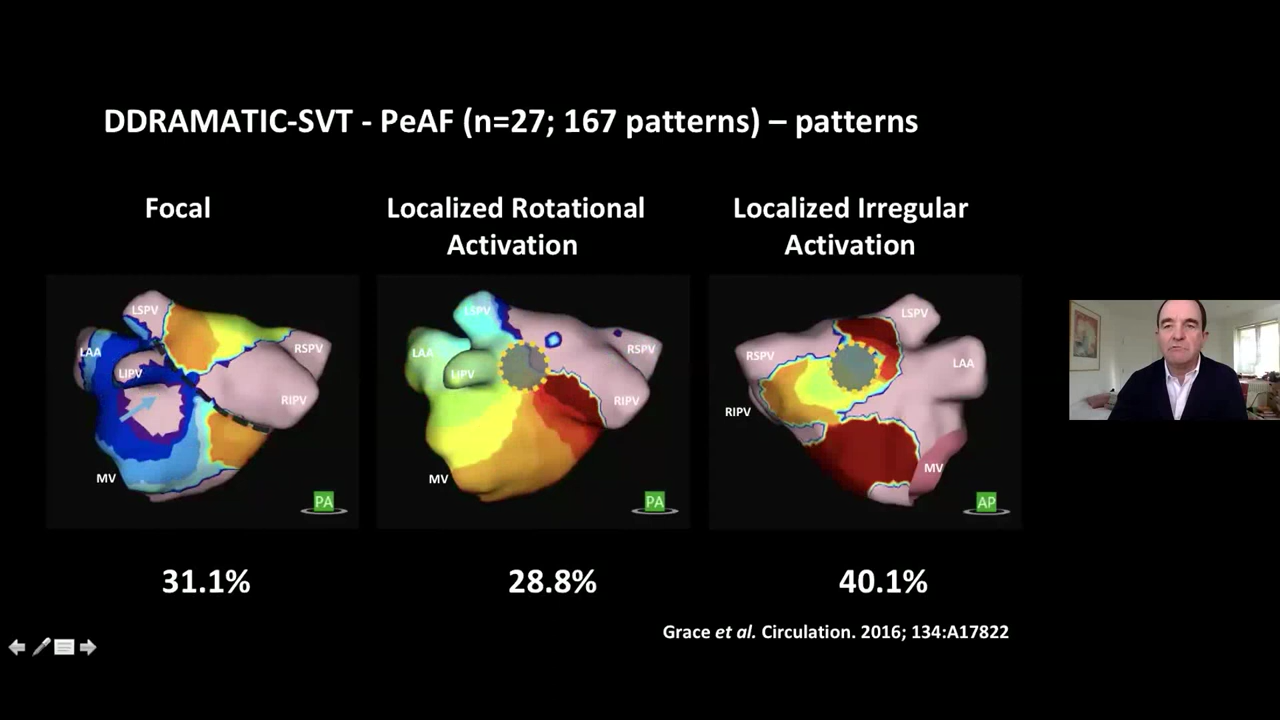 DDRAMATIC-SVT - PeAF (n=27; 167 patterns) – patterns
Focal
Localized Rotational
Activation
Localized Irregular
Activation
LSPV
LAA
LIPV
RSPV
RIPV
MV
PA
LSPV
LAA
LIPV
RSPV
RIPV
MV
PA
LSPV
RSPV
LAA
RIPV
MV
AP
31.1%
28.8%
40.1%
Grace et al. Circulation. 2016; 134:A17822